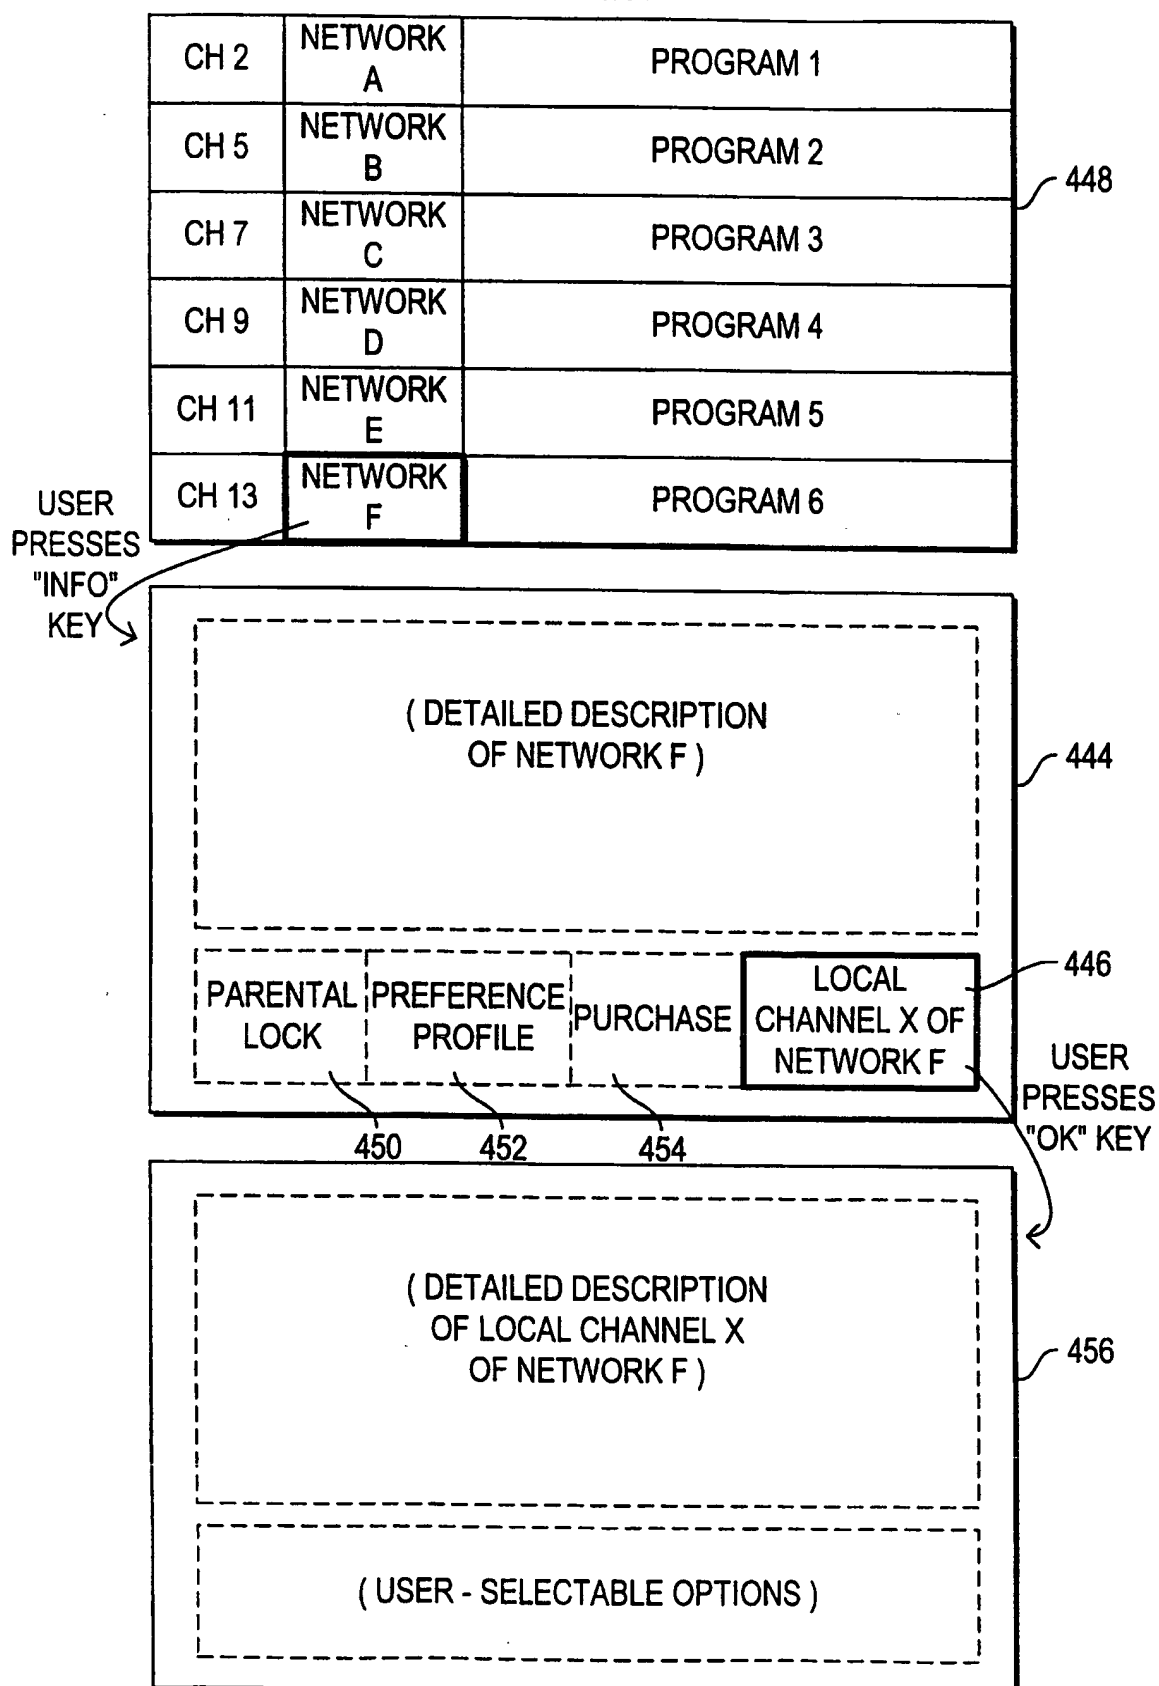 CH 2
NETWORK
A
PROGRAM 1
CH 5
NETWORK
B
PROGRAM 2
448
CH 7
NETWORK
C
PROGRAM 3
CH 9
NETWORK
D
PROGRAM 4
CH 11
NETWORK
E
PROGRAM 5
CH 13
NETWORK
F
PROGRAM 6
USER
PRESSES
"INFO"
KEY
( DETAILED DESCRIPTION
OF NETWORK F )
444
PARENTAL
LOCK
PREFERENCE
PROFILE
PURCHASE
LOCAL
CHANNEL X OF
NETWORK F
446
USER
PRESSES
"OK" KEY
450
452
454
( DETAILED DESCRIPTION
OF LOCAL CHANNEL X
OF NETWORK F )
456
( USER - SELECTABLE OPTIONS )